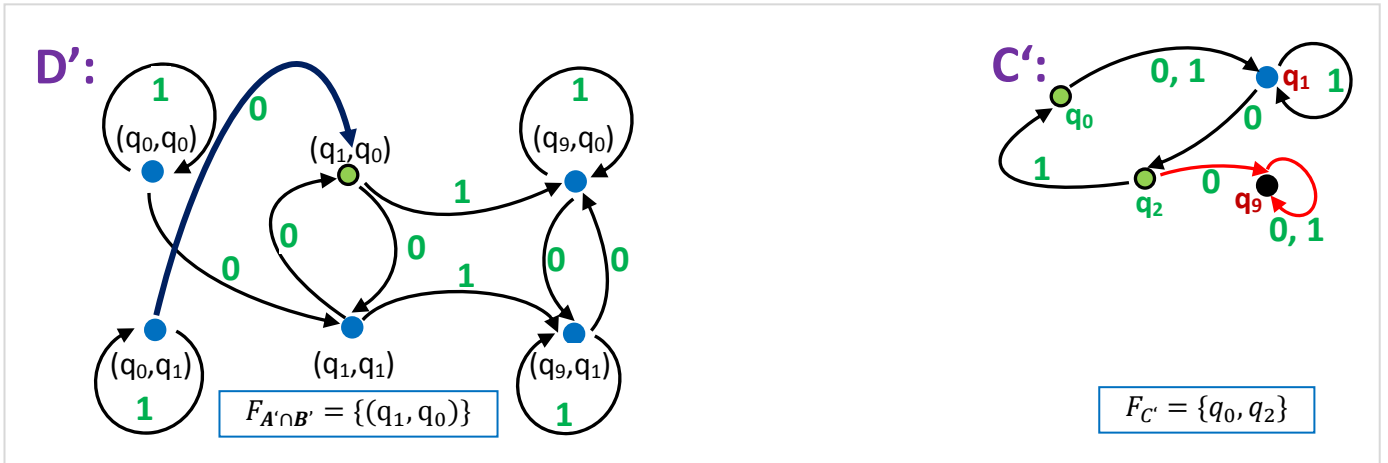 D’:
C‘:
1
0
1
0, 1
q₁
1
(q₀,q₀)
(q₁,q₀)
(q₉,q₀)
q₀
0
1
1
0
q₂
q₉
0, 1
0
0
0
1
0
0
(q₀,q₁)
(q₁,q₁)
(q₉,q₁)
1
1
F_A‘∩B’ = {(q₁, q₀)}
F_C‘ = {q₀, q₂}